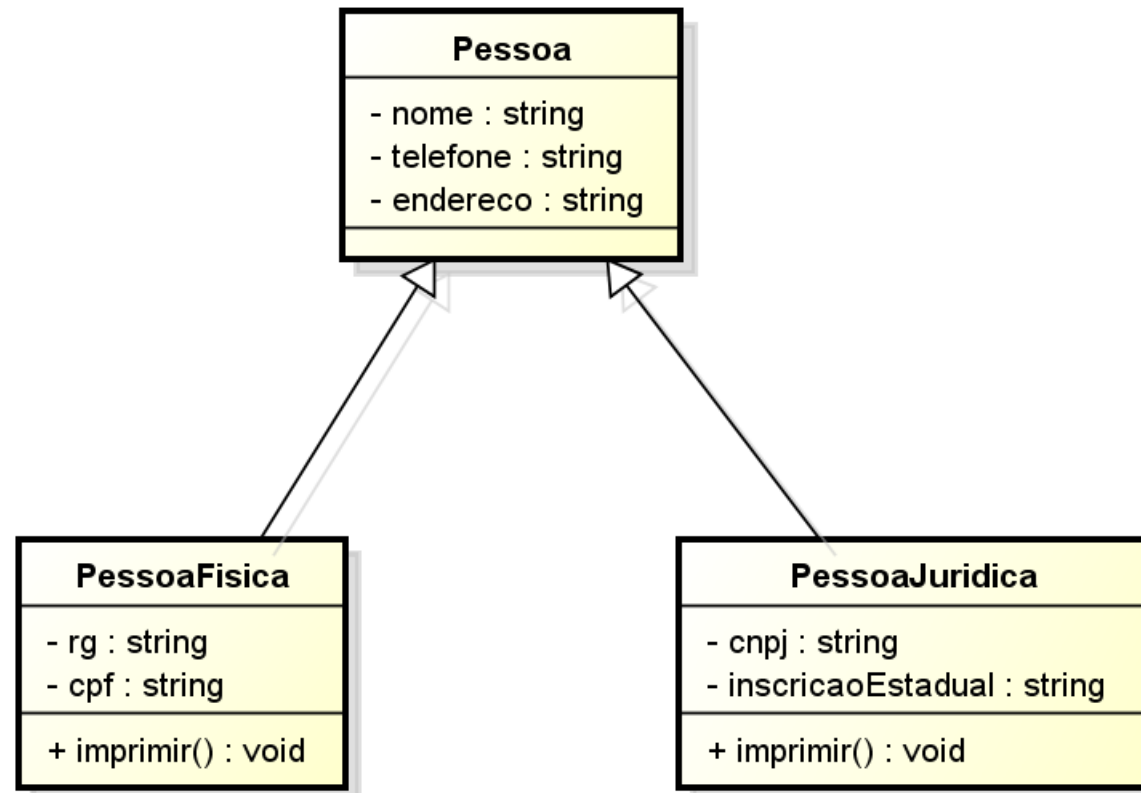 Pessoa
- nome : string
- telefone : string
- endereco : string
PessoaFisica
- rg : string
- cpf : string
+ imprimir() : void
PessoaJuridica
- cnpj : string
- inscricaoEstadual : string
+ imprimir() : void